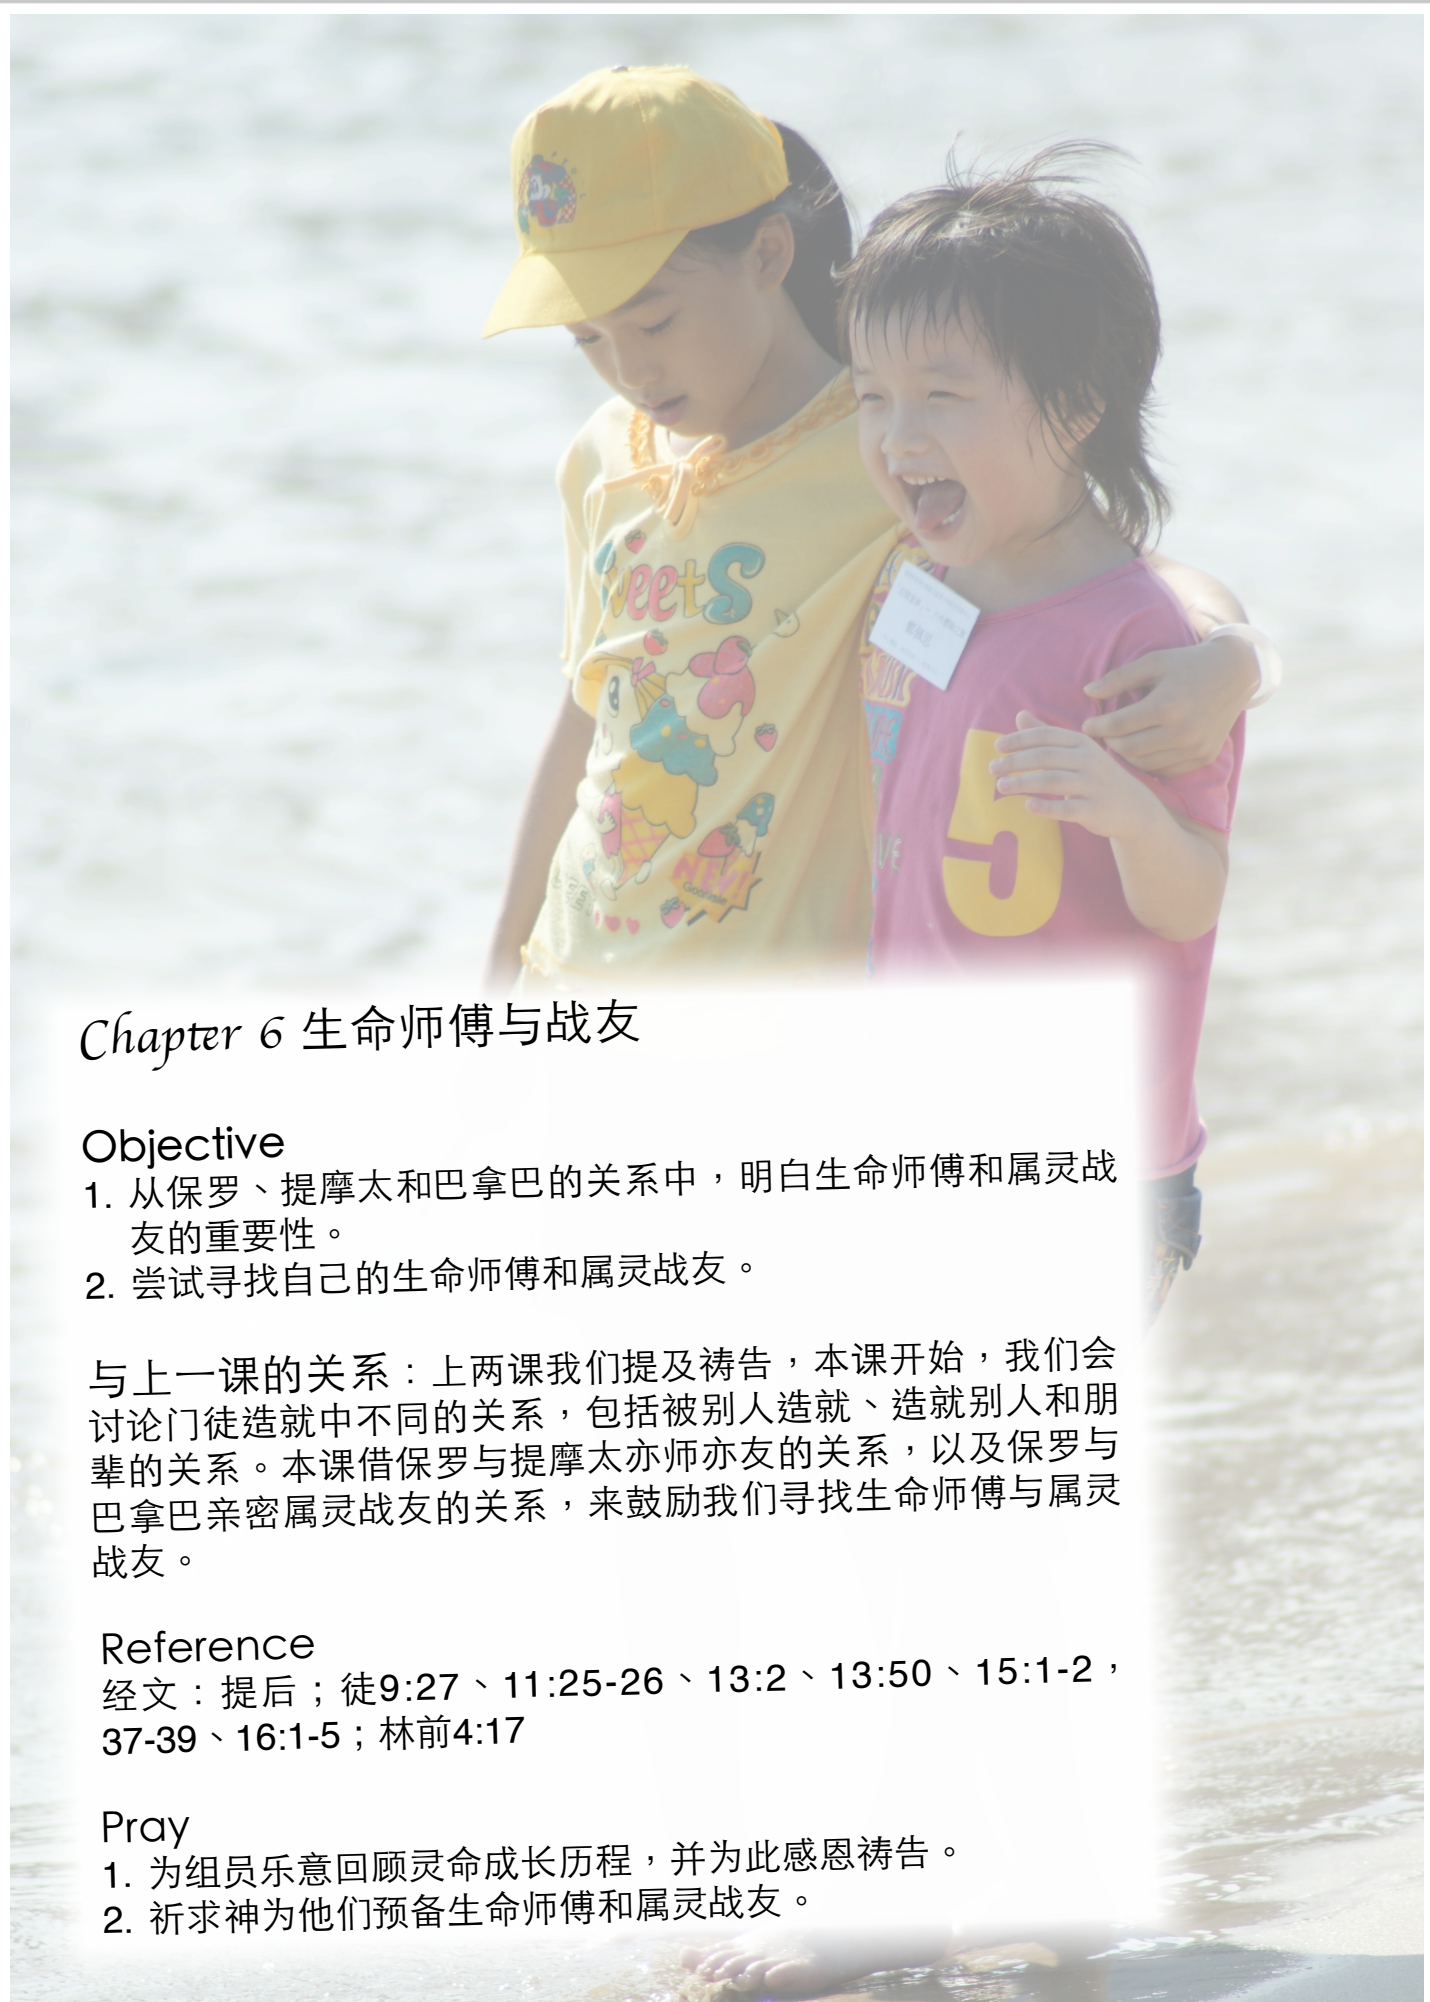 sweets
NEW!
5
VE
Chapter 6 生命师傅与战友
Objective
1. 从保罗、提摩太和巴拿巴的关系中，明白生命师傅和属灵战
友的重要性。
2. 尝试寻找自己的生命师傅和属灵战友。
与上一课的关系：上两课我们提及祷告，本课开始，我们会
讨论门徒造就中不同的关系，包括被别人造就、造就别人和朋
辈的关系。本课借保罗与提摩太亦师亦友的关系，以及保罗与
巴拿巴亲密属灵战友的关系，来鼓励我们寻找生命师傅与属灵
战友。
Reference
经文：提后；徒9:27、11:25-26、13:2、13:50、15:1-2，
37-39、16:1-5；林前4:17
Pray
1. 为组员乐意回顾灵命成长历程，并为此感恩祷告。
2. 祈求神为他们预备生命师傅和属灵战友。